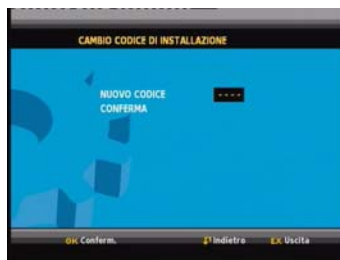 CAMBIO CODICE DI INSTALLAZIONE
NUOVO CODICE ----
CONFERMA
OK Conferm. Indietro EX Uscita